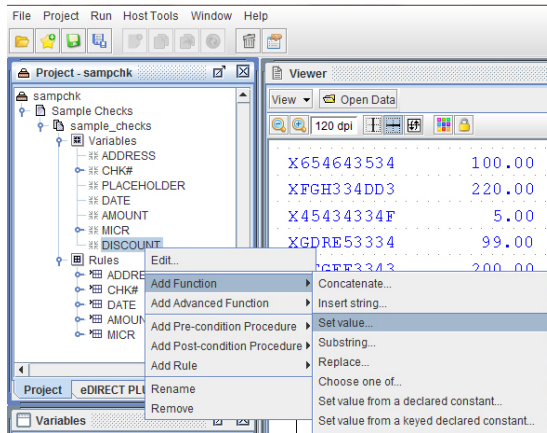 File Project Run Host Tools Window Help
Project - sampchk
sampchk
Sample Checks
sample_checks
Variables
ADDRESS
CHK#
PLACEHOLDER
DATE
AMOUNT
MICR
DISCOUNT
Rules
ADDRE
CHK#
DATE
AMOUN
MICR
Project eDIRECT PLU
Variables
Viewer
View Open Data
120 dpi
X654643534 100.00
XFGH334DD3 220.00
X45434334F 5.00
XGDRE53334 99.00
200.00
Edit...
Add Function
Add Advanced Function
Add Pre-condition Procedure
Add Post-condition Procedure
Add Rule
Rename
Remove
Concatenate...
Insert string...
Set value...
Substring...
Replace...
Choose one of...
Set value from a declared constant...
Set value from a keyed declared constant...